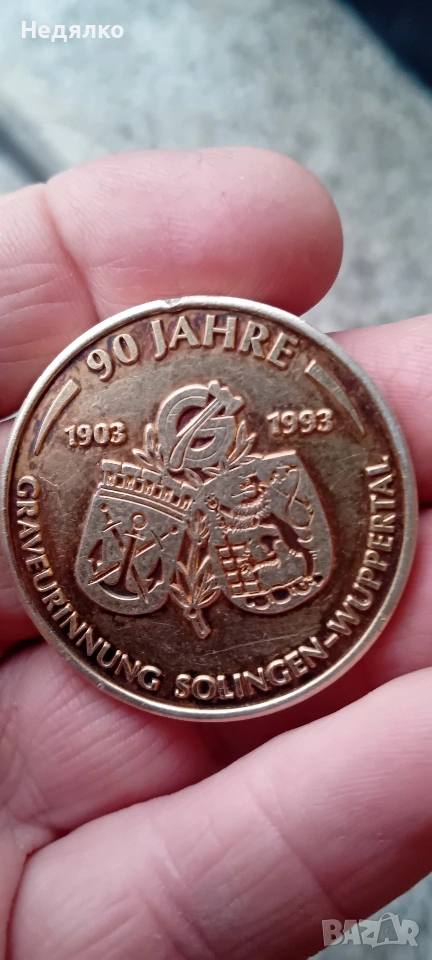 Недялко
90 JAHRE
1903 1993
G
GRAVEURINNUNG SOLINGEN-WUPPERTAL
BAZAR